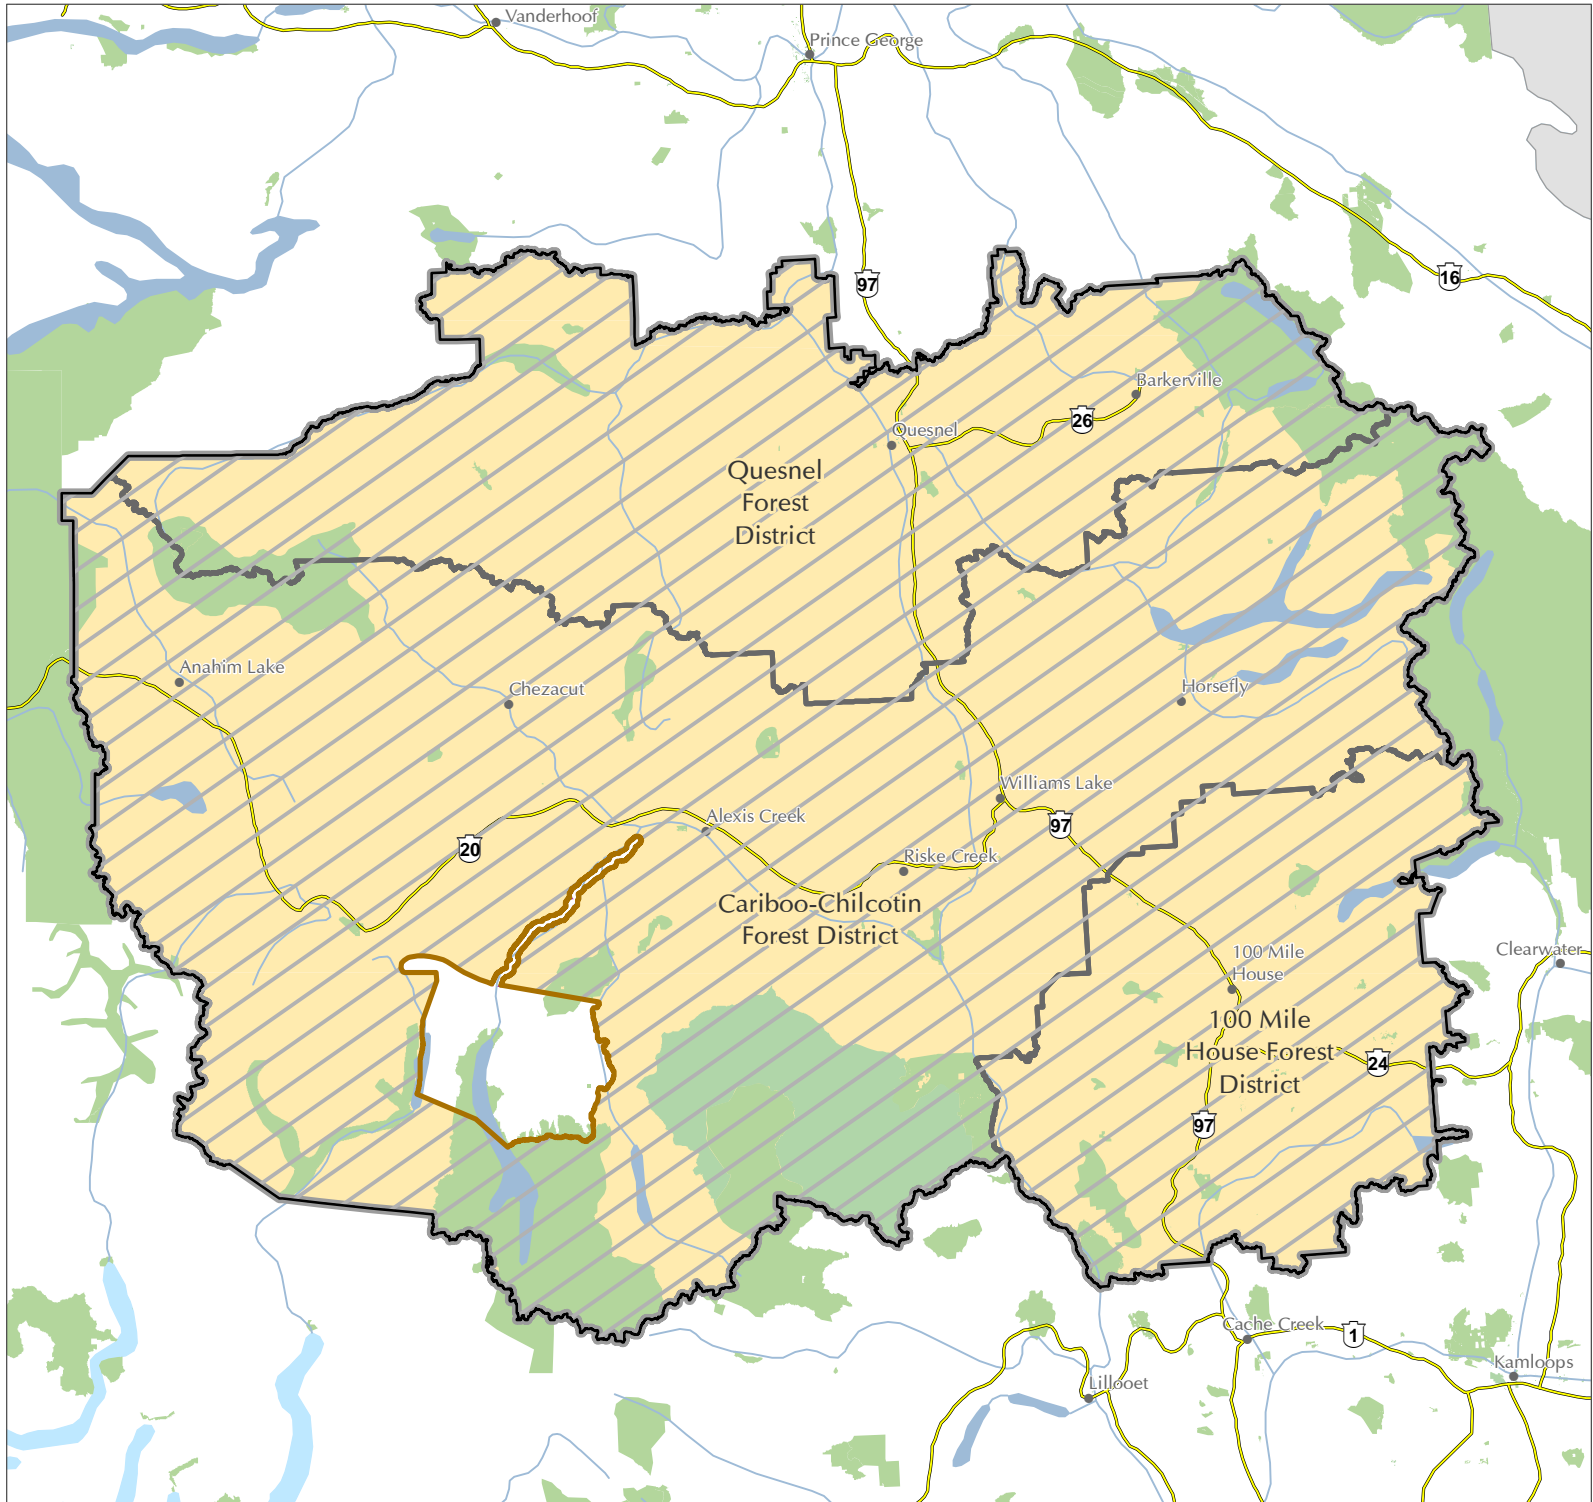 Vanderhoof
Prince George
97
16
Barkerville
26
Quesnel
Quesnel
Forest
District
Anahim Lake
Chezacut
Horsefly
Williams Lake
97
Alexis Creek
20
Riske Creek
Cariboo-Chilcotin
Forest District
Clearwater
100 Mile
House
100 Mile
House Forest
District
24
97
Cache Creek
1
Kamloops
Lillooet